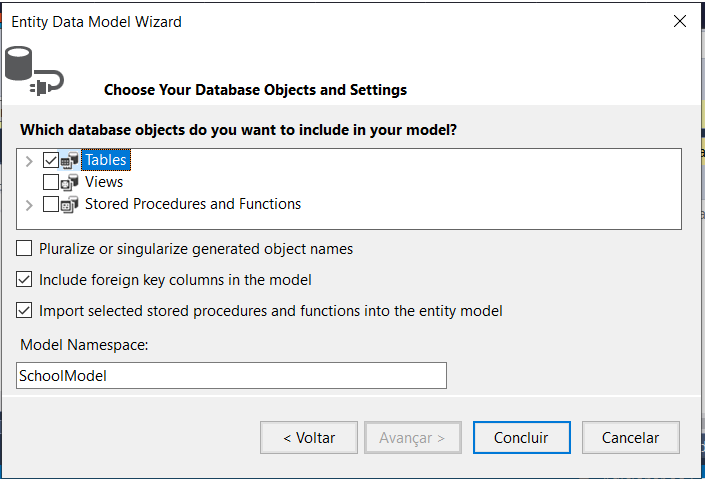 Entity Data Model Wizard
Choose Your Database Objects and Settings
Which database objects do you want to include in your model?
Tables
Views
Stored Procedures and Functions
Pluralize or singularize generated object names
Include foreign key columns in the model
Import selected stored procedures and functions into the entity model
Model Namespace:
SchoolModel
< Voltar
Avançar >
Concluir
Cancelar